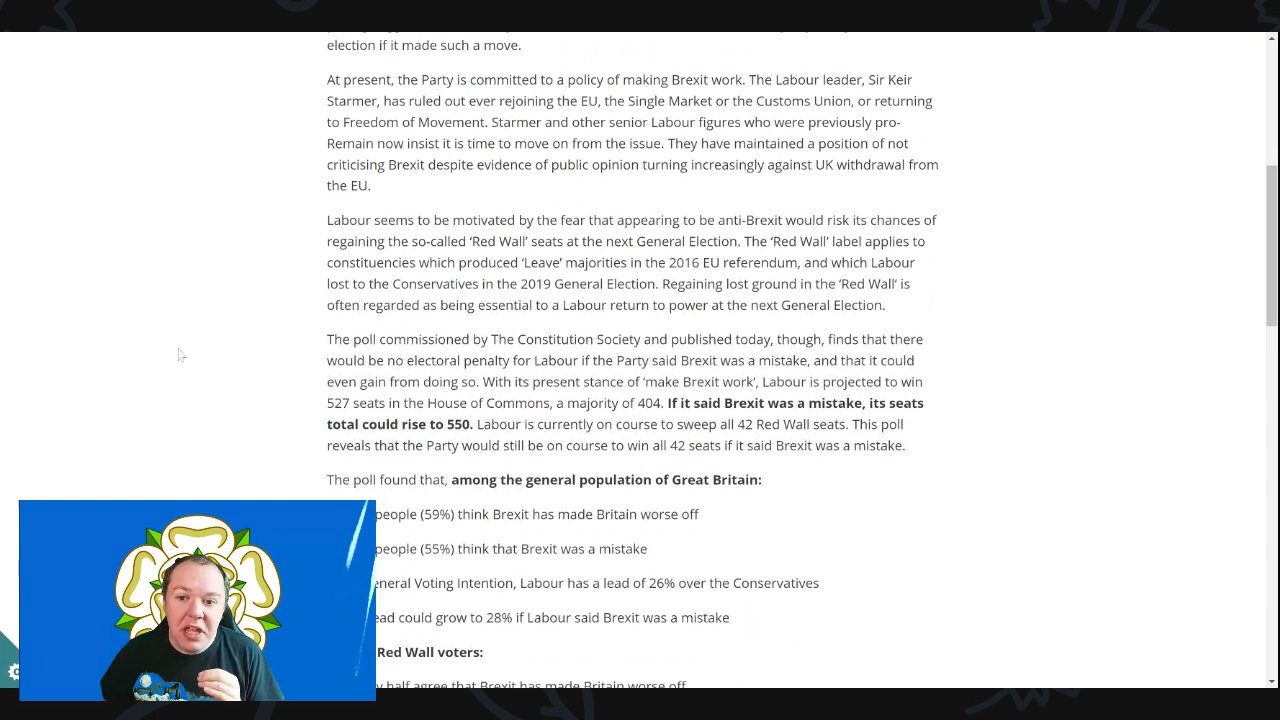 election if it made such a move.
At present, the Party is committed to a policy of making Brexit work. The Labour leader, Sir Keir
Starmer, has ruled out ever rejoining the EU, the Single Market or the Customs Union, or returning
to Freedom of Movement. Starmer and other senior Labour figures who were previously pro-
Remain now insist it is time to move on from the issue. They have maintained a position of not
criticising Brexit despite evidence of public opinion turning increasingly against UK withdrawal from
the EU.
Labour seems to be motivated by the fear that appearing to be anti-Brexit would risk its chances of
regaining the so-called ‘Red Wall’ seats at the next General Election. The ‘Red Wall’ label applies to
constituencies which produced ‘Leave’ majorities in the 2016 EU referendum, and which Labour
lost to the Conservatives in the 2019 General Election. Regaining lost ground in the ‘Red Wall’ is
often regarded as being essential to a Labour return to power at the next General Election.
The poll commissioned by The Constitution Society and published today, though, finds that there
would be no electoral penalty for Labour if the Party said Brexit was a mistake, and that it could
even gain from doing so. With its present stance of ‘make Brexit work’, Labour is projected to win
527 seats in the House of Commons, a majority of 404. If it said Brexit was a mistake, its seats
total could rise to 550. Labour is currently on course to sweep all 42 Red Wall seats. This poll
reveals that the Party would still be on course to win all 42 seats if it said Brexit was a mistake.
The poll found that, among the general population of Great Britain:
people (59%) think Brexit has made Britain worse off
people (55%) think that Brexit was a mistake
General Voting Intention, Labour has a lead of 26% over the Conservatives
could grow to 28% if Labour said Brexit was a mistake
Red Wall voters:
half agree that Brexit has made Britain worse off